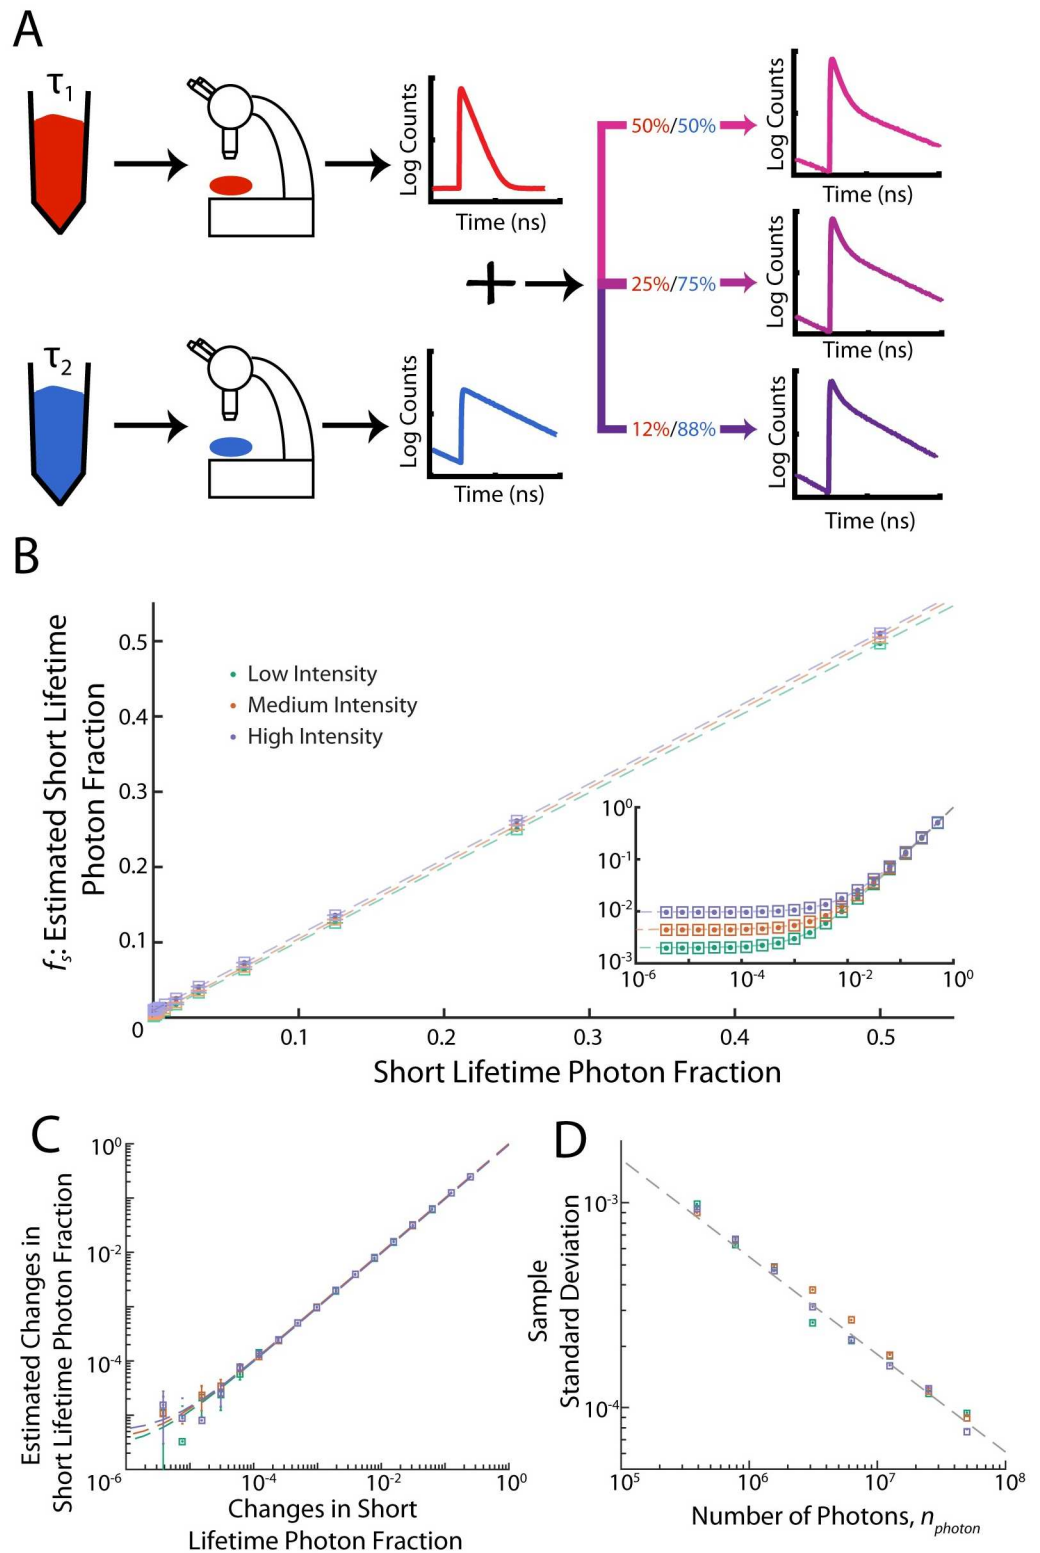 A
τ1
Log Counts
Time (ns)
50%/50%
Log Counts
Time (ns)
25%/75%
Log Counts
Time (ns)
τ2
Log Counts
Time (ns)
12%/88%
Log Counts
Time (ns)
B
fs: Estimated Short Lifetime
Photon Fraction
0.5
0.4
0.3
0.2
0.1
0
Low Intensity
Medium Intensity
High Intensity
10^0
10^-1
10^-2
10^-3
10^-6
10^-4
10^-2
10^0
0.1
0.2
0.3
0.4
0.5
Short Lifetime Photon Fraction
C
Estimated Changes in
Short Lifetime Photon Fraction
10^0
10^-2
10^-4
10^-6
10^-4
10^-2
10^0
Changes in Short
Lifetime Photon Fraction
D
Sample
Standard Deviation
10^-3
10^-4
10^5
10^6
10^7
10^8
Number of Photons, nphoton